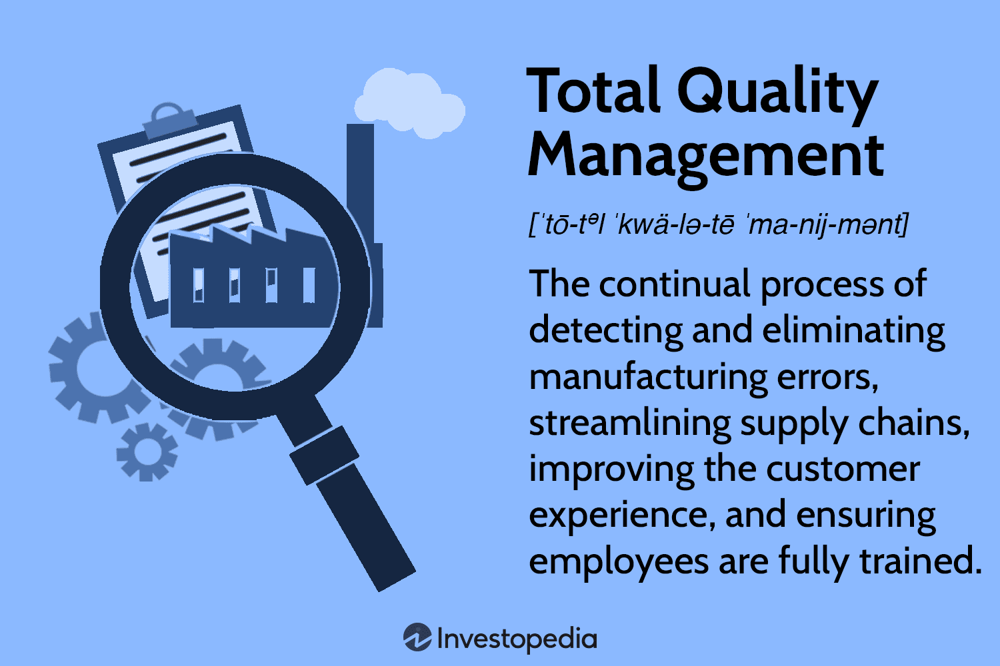 Total Quality
Management
[ˈtō-tᵊl ˈkwä-lə-tē ˈma-nij-mənt]
The continual process of
detecting and eliminating
manufacturing errors,
streamlining supply chains,
improving the customer
experience, and ensuring
employees are fully trained.
Investopedia